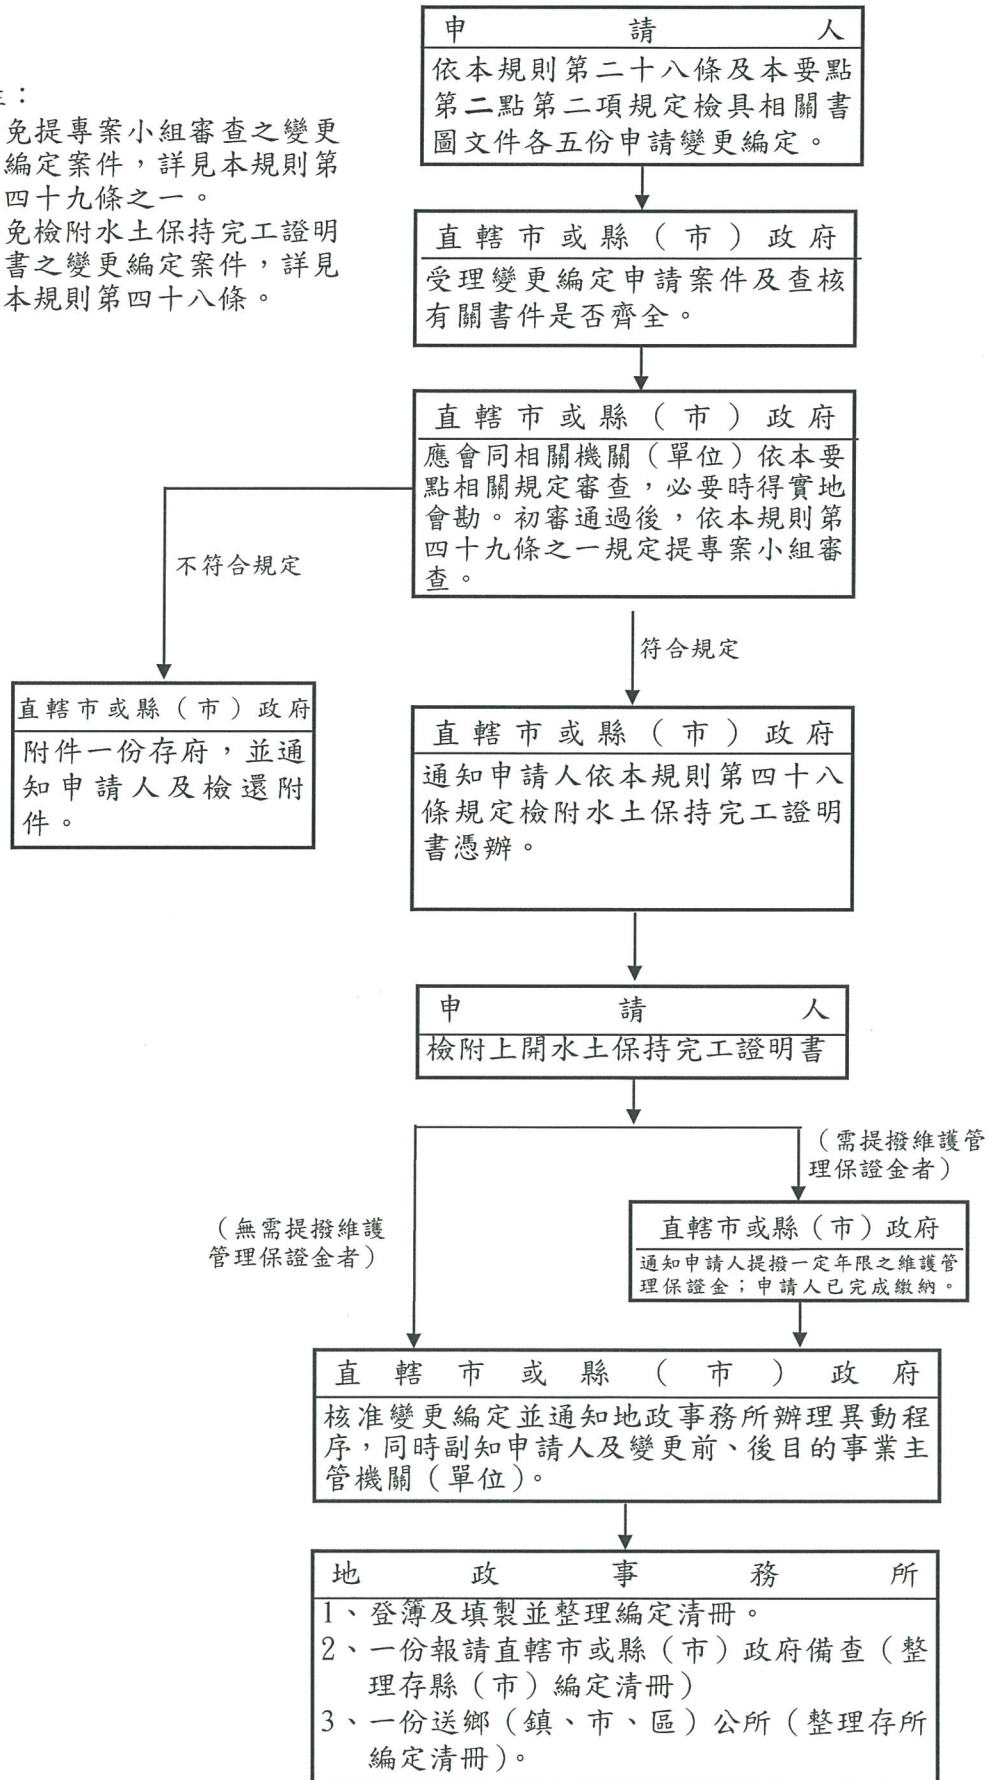 ：
免提專案小組審查之變更
編定案件，詳見本規則第
四十九條之一。
免檢附水土保持完工證明
書之變更編定案件，詳見
本規則第四十八條。
申請人
依本規則第二十八條及本要點
第二點第二項規定檢具相關書
圖文件各五份申請變更編定。
直轄市或縣（市）政府
受理變更編定申請案件及查核
有關書件是否齊全。
直轄市或縣（市）政府
應會同相關機關（單位）依本要
點相關規定審查，必要時得實地
會勘。初審通過後，依本規則第
四十九條之一規定提專案小組審
查。
不符合規定
符合規定
直轄市或縣（市）政府
附件一份存府，並通
知申請人及檢還附
件。
直轄市或縣（市）政府
通知申請人依本規則第四十八
條規定檢附水土保持完工證明
書憑辦。
申請人
檢附上開水土保持完工證明書
（需提撥維護管
理保證金者）
（無需提撥維護
管理保證金者）
直轄市或縣（市）政府
通知申請人提撥一定年限之維護管
理保證金；申請人已完成繳納。
直轄市或縣（市）政府
核准變更編定並通知地政事務所辦理異動程
序，同時副知申請人及變更前、後目的事業主
管機關（單位）。
地政事務所
1、登簿及填製並整理編定清冊。
2、一份報請直轄市或縣（市）政府備查（整
理存縣（市）編定清冊）
3、一份送鄉（鎮、市、區）公所（整理存所
編定清冊）。